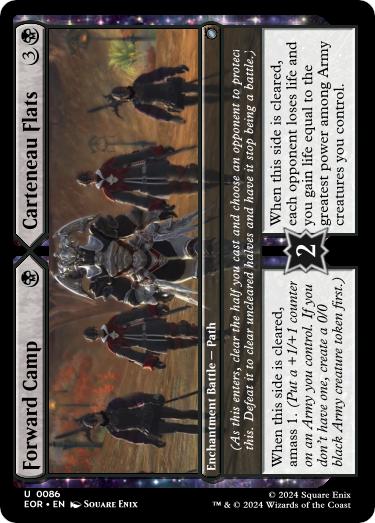 Forward Camp
Carteneau Flats
3
Enchantment Battle — Path
(As this enters, clear the half you cast and choose an opponent to protect
this. Defeat it to clear uncleared halves and have it stop being a battle.)
When this side is cleared,
amass 1. (Put a +1/+1 counter
on an Army you control. If you
don't have one, create a 0/0
black Army creature token first.)
2
When this side is cleared,
each opponent loses life and
you gain life equal to the
greatest power among Army
creatures you control.
U 0086
EOR • EN SQUARE ENIX
© 2024 Square Enix
™ & © 2024 Wizards of the Coast